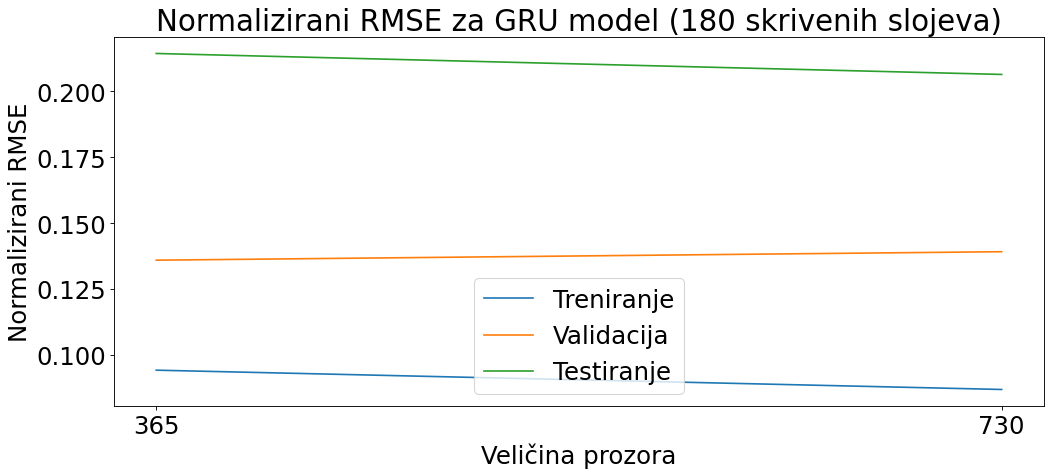 Normalizirani RMSE za GRU model (180 skrivenih slojeva)
Normalizirani RMSE
0.200
0.175
0.150
0.125
0.100
Treniranje
Validacija
Testiranje
365
730
Veličina prozora